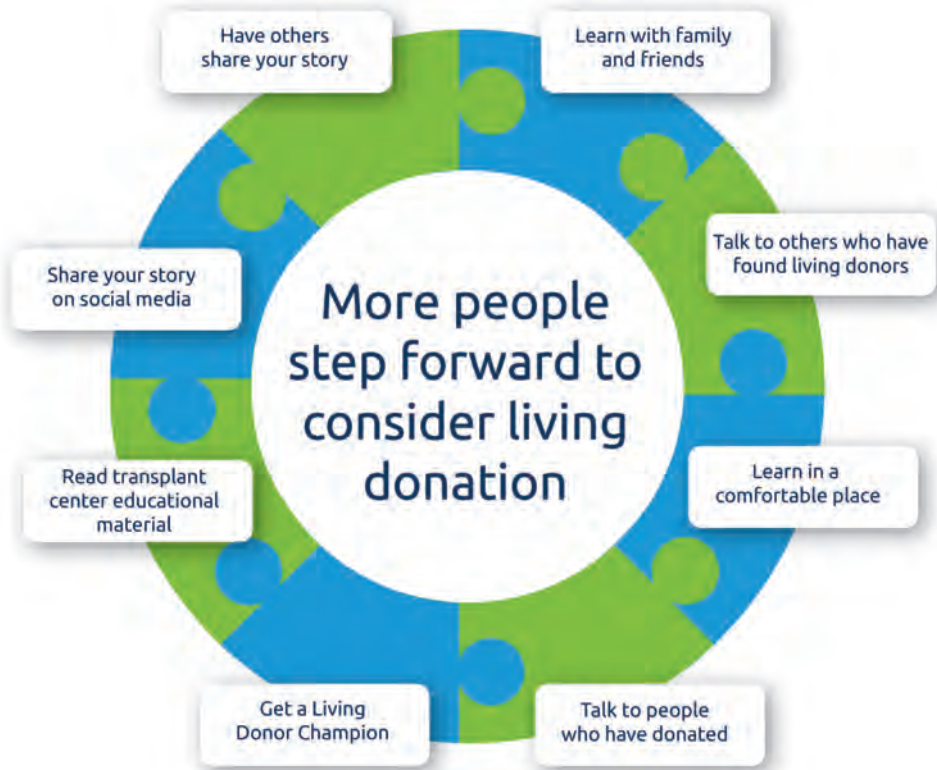 Have others
share your story
Learn with family
and friends
Talk to others who have
found living donors
Learn in a
comfortable place
Talk to people
who have donated
Get a Living
Donor Champion
Read transplant
center educational
material
Share your story
on social media
More people
step forward to
consider living
donation